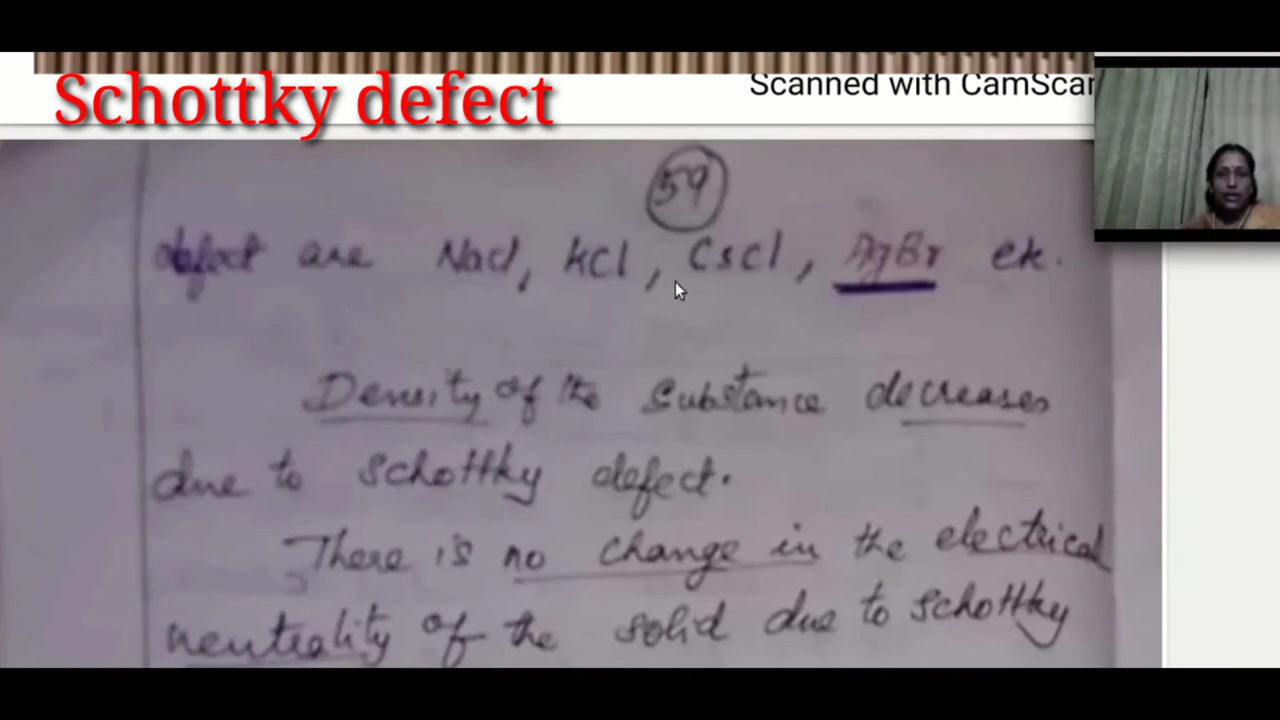 Schottky defect
Scanned with CamScan
59
defect are Nacl, KCl, Cscl, AgBr etc.
Density of the Substance decreases
due to Schottky defect.
There is no change in the electrical
neutrality of the solid due to Schottky